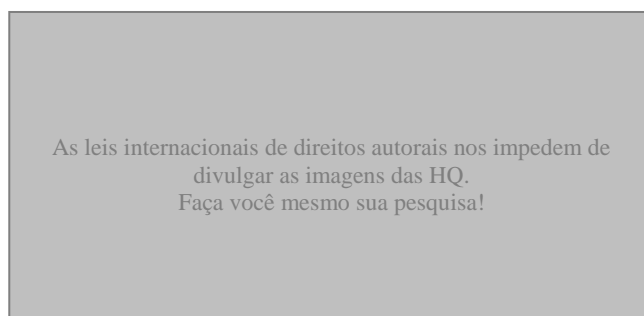 As leis internacionais de direitos autorais nos impedem de
divulgar as imagens das HQ.
Faça você mesmo sua pesquisa!